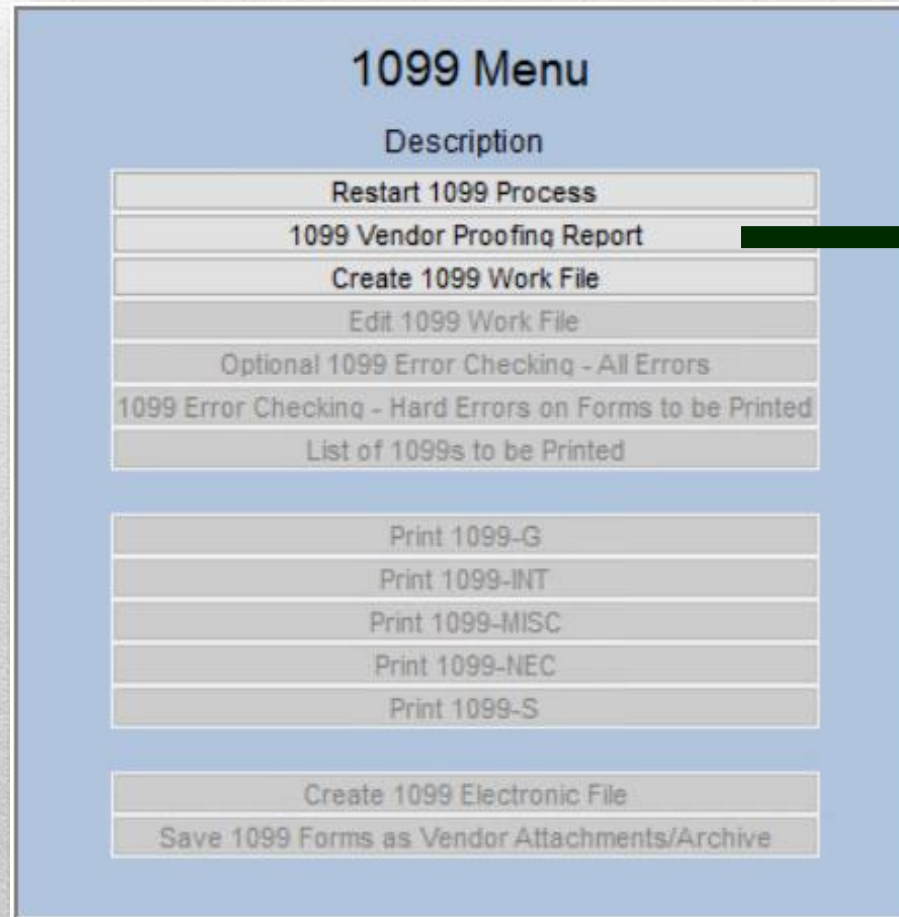 1099 Menu
Description
Restart 1099 Process
1099 Vendor Proofing Report
Create 1099 Work File
Edit 1099 Work File
Optional 1099 Error Checking - All Errors
1099 Error Checking - Hard Errors on Forms to be Printed
List of 1099s to be Printed
Print 1099-G
Print 1099-INT
Print 1099-MISC
Print 1099-NEC
Print 1099-S
Create 1099 Electronic File
Save 1099 Forms as Vendor Attachments/Archive